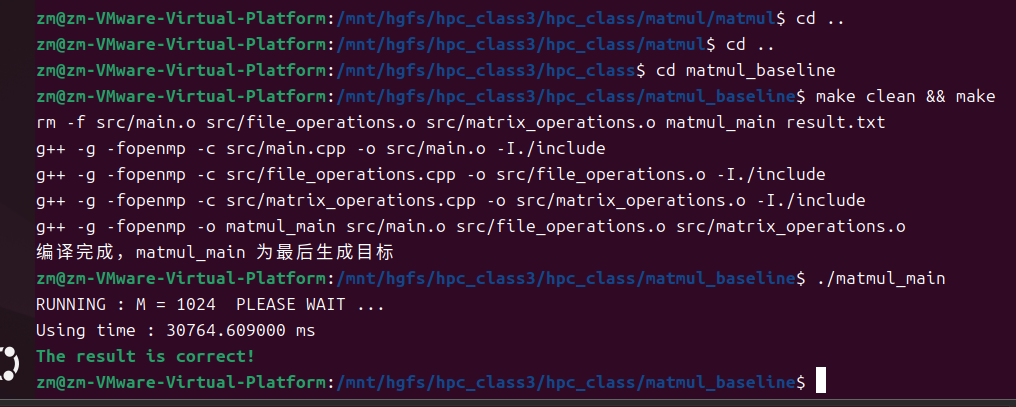 zm@zm-VMware-Virtual-Platform:/mnt/hgfs/hpc_class3/hpc_class/matmul/matmul$ cd ..
zm@zm-VMware-Virtual-Platform:/mnt/hgfs/hpc_class3/hpc_class/matmul$ cd ..
zm@zm-VMware-Virtual-Platform:/mnt/hgfs/hpc_class3/hpc_class$ cd matmul_baseline
zm@zm-VMware-Virtual-Platform:/mnt/hgfs/hpc_class3/hpc_class/matmul_baseline$ make clean && make
rm -f src/main.o src/file_operations.o src/matrix_operations.o matmul_main result.txt
g++ -g -fopenmp -c src/main.cpp -o src/main.o -I./include
g++ -g -fopenmp -c src/file_operations.cpp -o src/file_operations.o -I./include
g++ -g -fopenmp -c src/matrix_operations.cpp -o src/matrix_operations.o -I./include
g++ -g -fopenmp -o matmul_main src/main.o src/file_operations.o src/matrix_operations.o
编译完成，matmul_main 为最后生成目标
zm@zm-VMware-Virtual-Platform:/mnt/hgfs/hpc_class3/hpc_class/matmul_baseline$ ./matmul_main
RUNNING : M = 1024  PLEASE WAIT ...
Using time : 30764.609000 ms
The result is correct!
zm@zm-VMware-Virtual-Platform:/mnt/hgfs/hpc_class3/hpc_class/matmul_baseline$